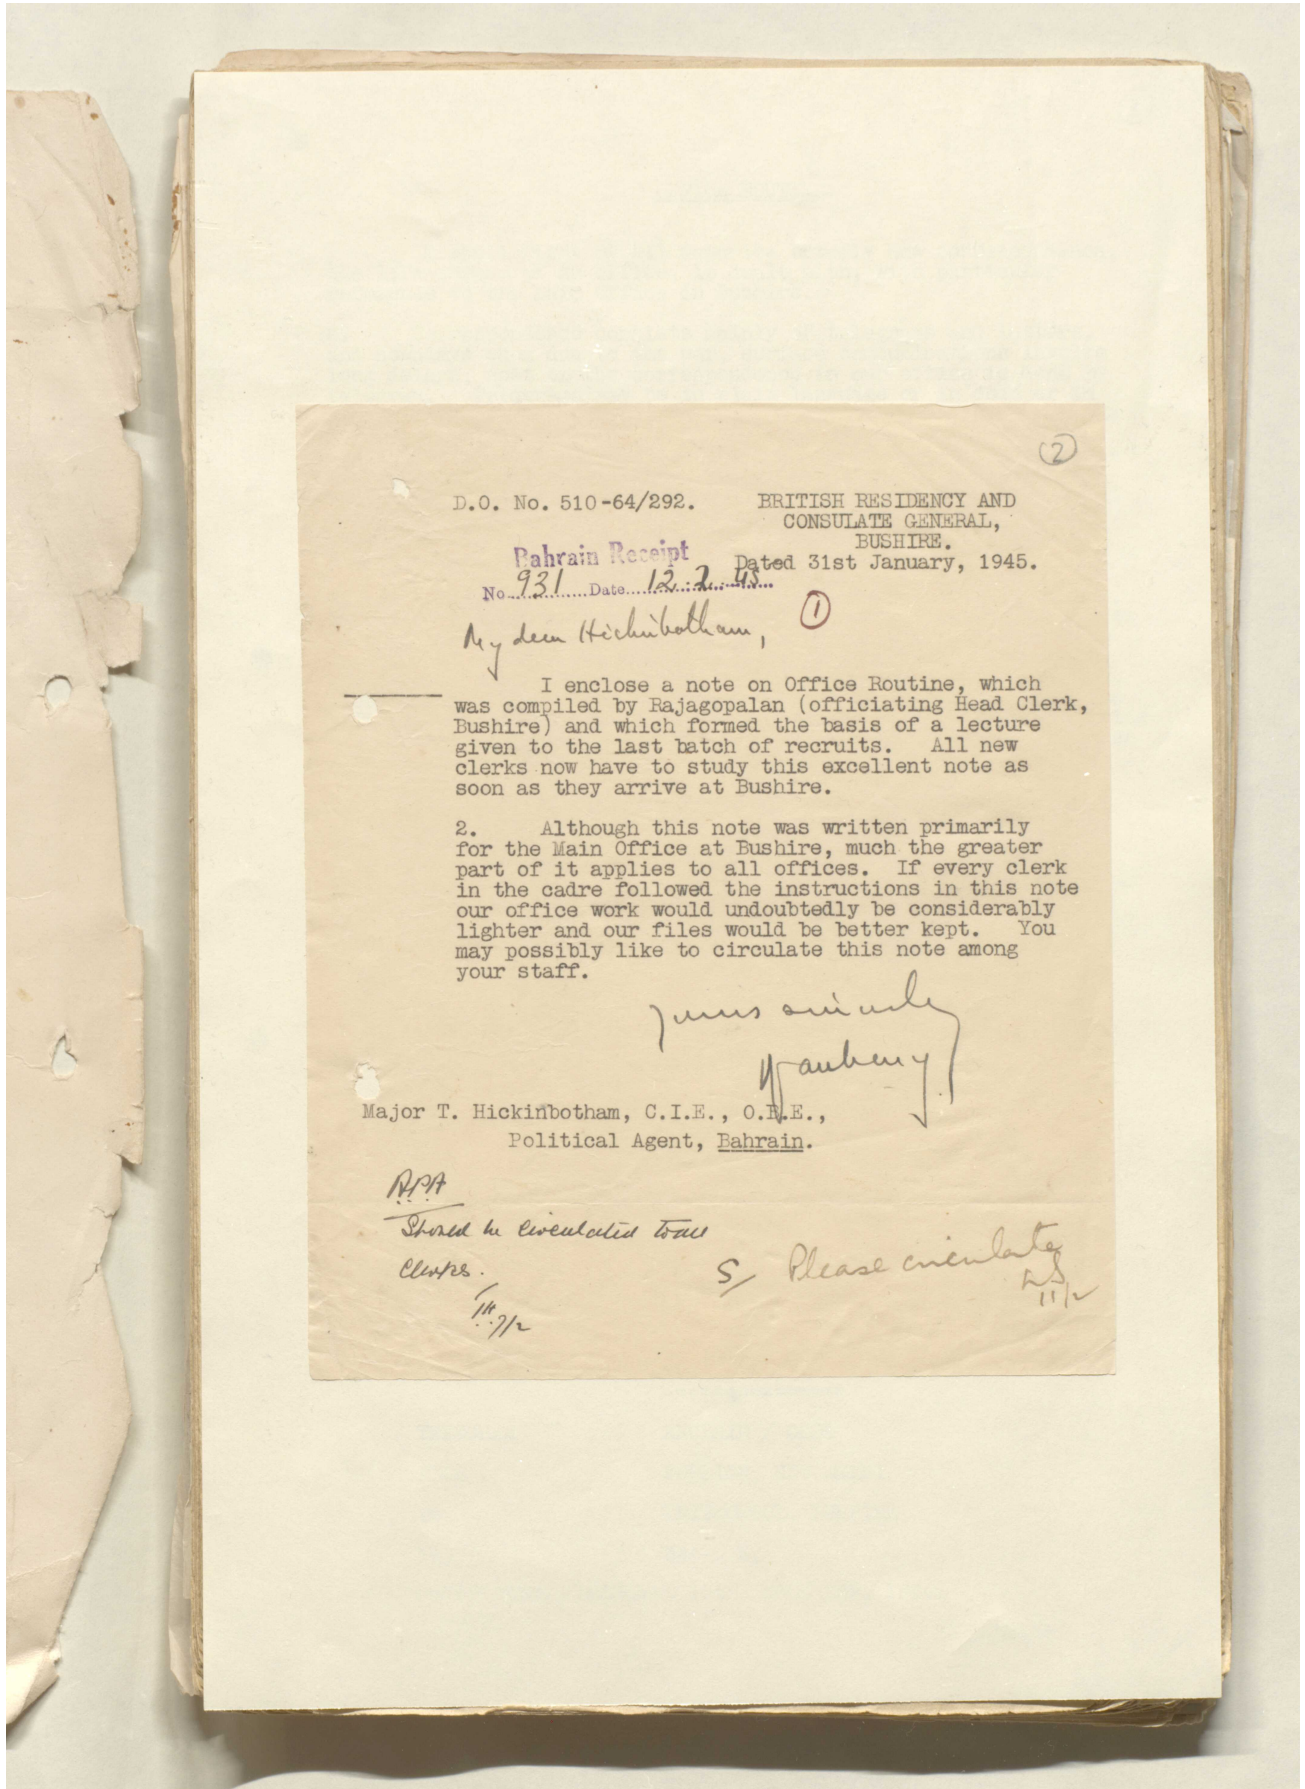 2
D.O. No. 510-64/292. BRITISH RESIDENCY AND
CONSULATE GENERAL,
BUSHIRE.
Bahrain Receipt Dated 31st January, 1945.
No. 931 Date 12.2.45
1
My dear Hickinbotham,
I enclose a note on Office Routine, which
was compiled by Rajagopalan (officiating Head Clerk,
Bushire) and which formed the basis of a lecture
given to the last batch of recruits. All new
clerks now have to study this excellent note as
soon as they arrive at Bushire.
2. Although this note was written primarily
for the Main Office at Bushire, much the greater
part of it applies to all offices. If every clerk
in the cadre followed the instructions in this note
our office work would undoubtedly be considerably
lighter and our files would be better kept. You
may possibly like to circulate this note among
your staff.
Yours sincerely
Major T. Hickinbotham, C.I.E., O.B.E.,
Political Agent, Bahrain.
A.P.A
Should be circulated to all
Clerks.
TH 7/2
S/ Please circulate
11/2